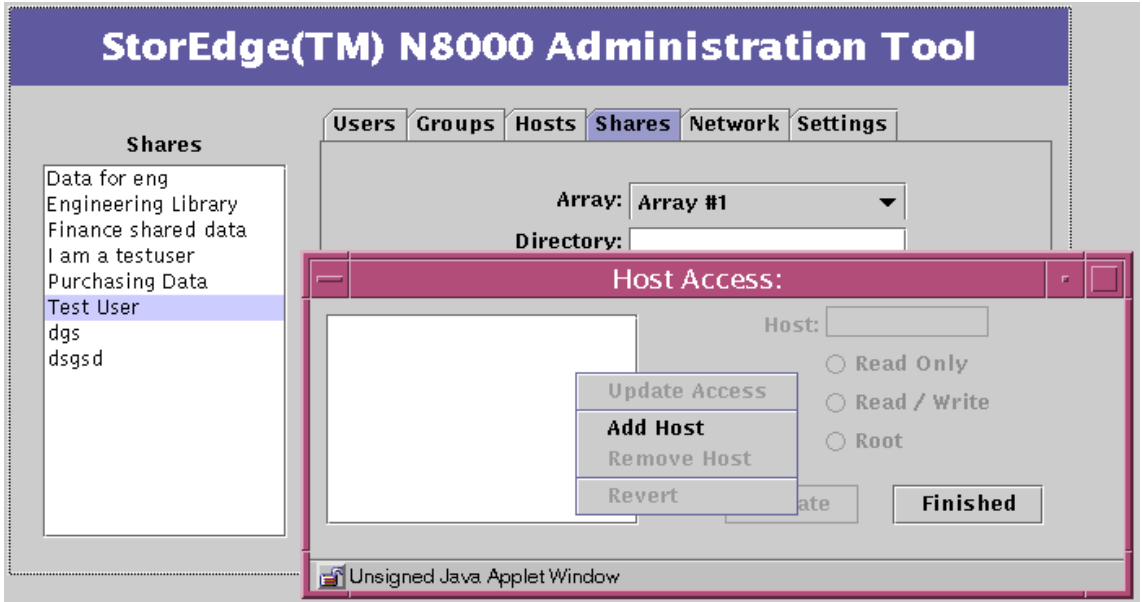 StorEdge(TM) N8000 Administration Tool
Users Groups Hosts Shares Network Settings
Shares
Data for eng
Engineering Library
Finance shared data
I am a testuser
Purchasing Data
Test User
dgs
dsgsd
Array: Array #1
Directory:
Host Access:
Host:
Read Only
Read / Write
Root
Update Access
Add Host
Remove Host
Revert
ate
Finished
Unsigned Java Applet Window